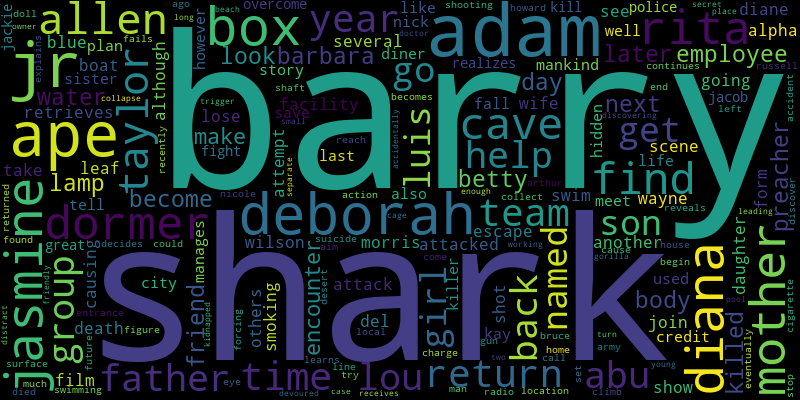 barry
shark
adam
ape
jr
allen
box
year
rita
jasmine
taylor
deborah
diana
mother
father
time
lou
return
abu
dormer
cave
help
find
get
go
luis
son
team
back
girl
named
group
friend
become
lamp
barbara
look
employee
next
preacher
betty
body
water
mankind
alpha
diane
police
see
like
nick
several
diner
story
later
day
make
lose
fight
facility
save
last
although
however
retrieves
boat
sister
plan
blue
doll
jackie
owner
fails
explains
ago
long
beach
secret
place
howard
kill
shooting
doctor
overcome
realizes
becomes
well
going
jacob
left
russell
continues
end
accident
wife
fall
shaft
trigger
small
recently
attempt
hidden
scene
life
wayne
meet
reveals
form
discover
discovering
accidentally
reach
separate
action
also
arthur
enough
collect
swim
escape
another
cause
house
gorilla
begin
used
daughter
leading
take
leaf
tell
great
decides
could
city
causing
manages
wilson
suicide
aim
morris
attacked
working
cage
nicole
returned
found
friendly
distract
surface
much
died
film
swimming
death
figure
entrance
future
kidnapped
forcing
others
smoking
encounter
attack
killer
desert
come
del
local
learns
line
try
case
eye
devoured
receives
charge
man
kay
gun
shot
two
radio
bruce
home
call
location
army
turn
set
climb
young
join
credit
show
killed
pool
eventually
cigarette
stop